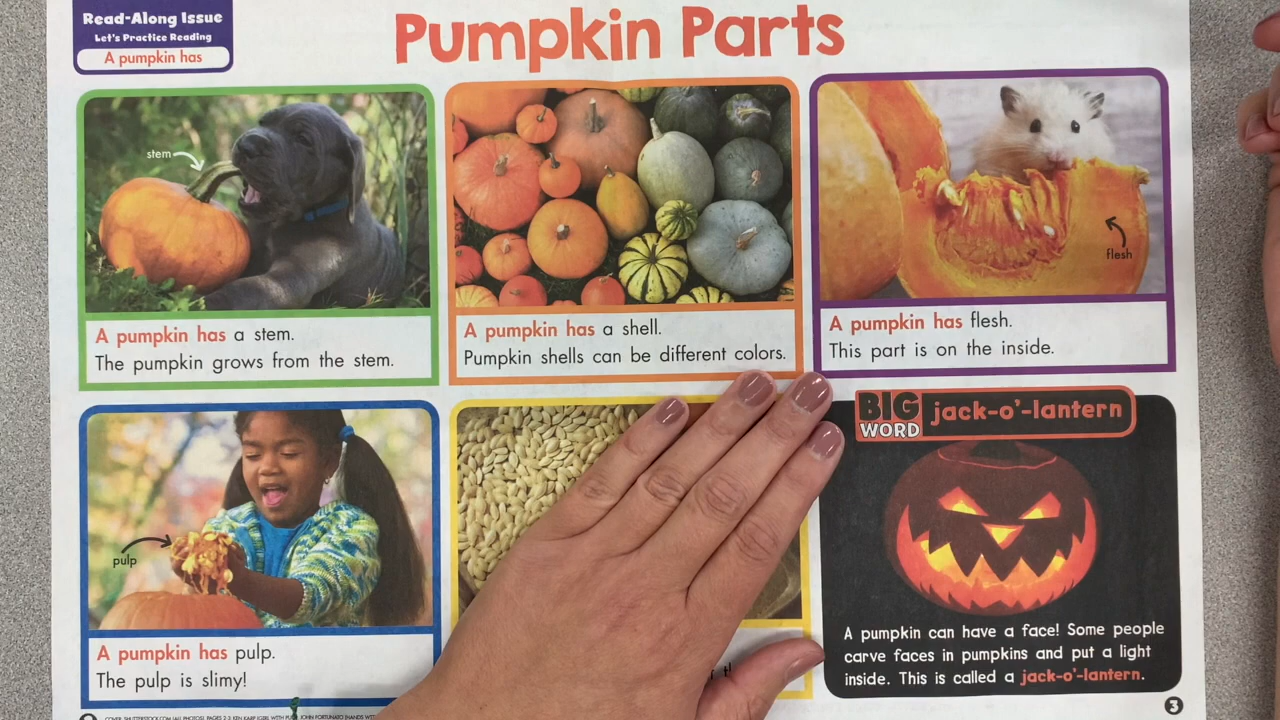 Read-Along Issue
Let's Practice Reading
A pumpkin has
Pumpkin Parts
stem
A pumpkin has a stem.
The pumpkin grows from the stem.
A pumpkin has a shell.
Pumpkin shells can be different colors.
flesh
A pumpkin has flesh.
This part is on the inside.
pulp
A pumpkin has pulp.
The pulp is slimy!
BIG
WORD
jack-o'-lantern
A pumpkin can have a face! Some people
carve faces in pumpkins and put a light
inside. This is called a jack-o'-lantern.
3